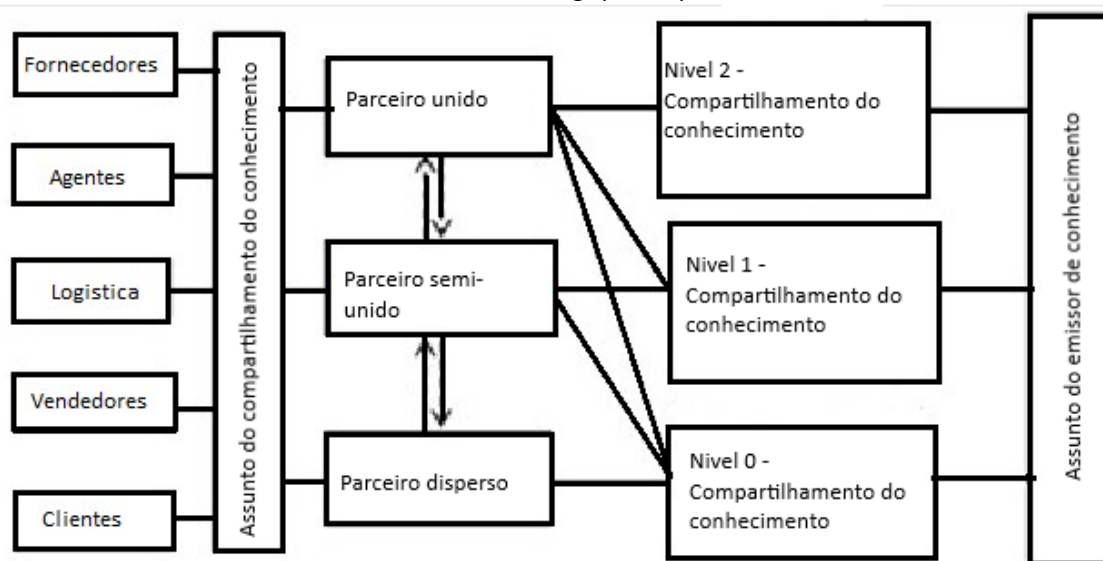 Fornecedores
Agentes
Logistica
Vendedores
Clientes
Assunto do compartilhamento do conhecimento
Parceiro unido
Parceiro semi-
unido
Parceiro disperso
Nivel 2 -
Compartilhamento do
conhecimento
Nivel 1 -
Compartilhamento do
conhecimento
Nivel 0 -
Compartilhamento do
conhecimento
Assunto do emissor de conhecimento